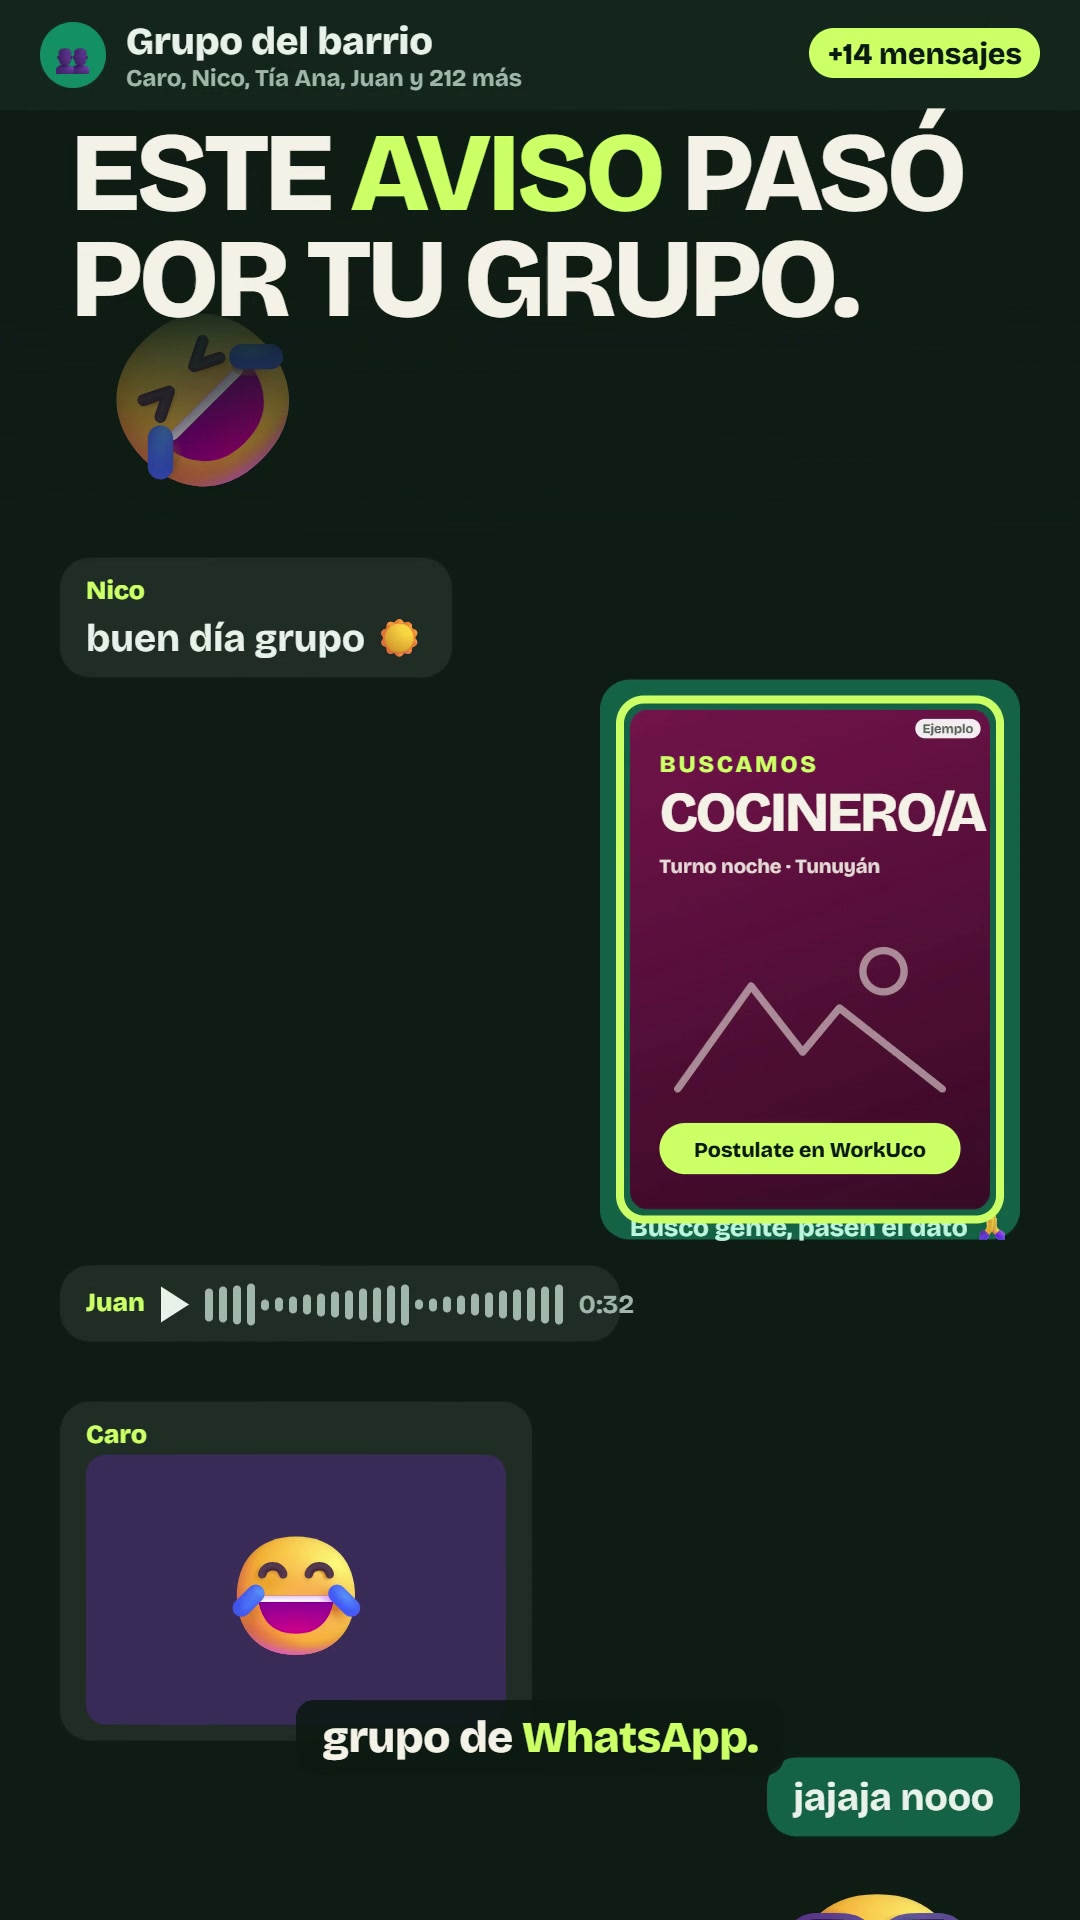 Grupo del barrio
Caro, Nico, Tía Ana, Juan y 212 más
+14 mensajes
ESTE AVISO PASÓ
POR TU GRUPO.
Nico
buen día grupo
Ejemplo
BUSCAMOS
COCINERO/A
Turno noche · Tunuyán
Postulate en WorkUco
Busco gente, pasen el dato 🙏
Juan
0:32
Caro
grupo de WhatsApp.
jajaja nooo